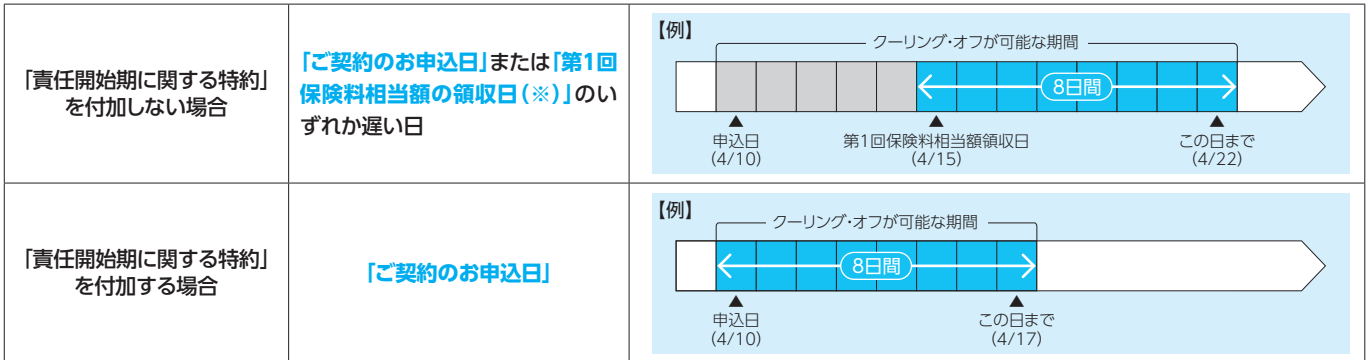 「責任開始期に関する特約」
を付加しない場合
「ご契約のお申込日」または「第1回
保険料相当額の領収日(※)」のい
ずれか遅い日
【例】
クーリング・オフが可能な期間
8日間
申込日
(4/10)
第1回保険料相当額領収日
(4/15)
この日まで
(4/22)
「責任開始期に関する特約」
を付加する場合
「ご契約のお申込日」
【例】
クーリング・オフが可能な期間
8日間
申込日
(4/10)
この日まで
(4/17)